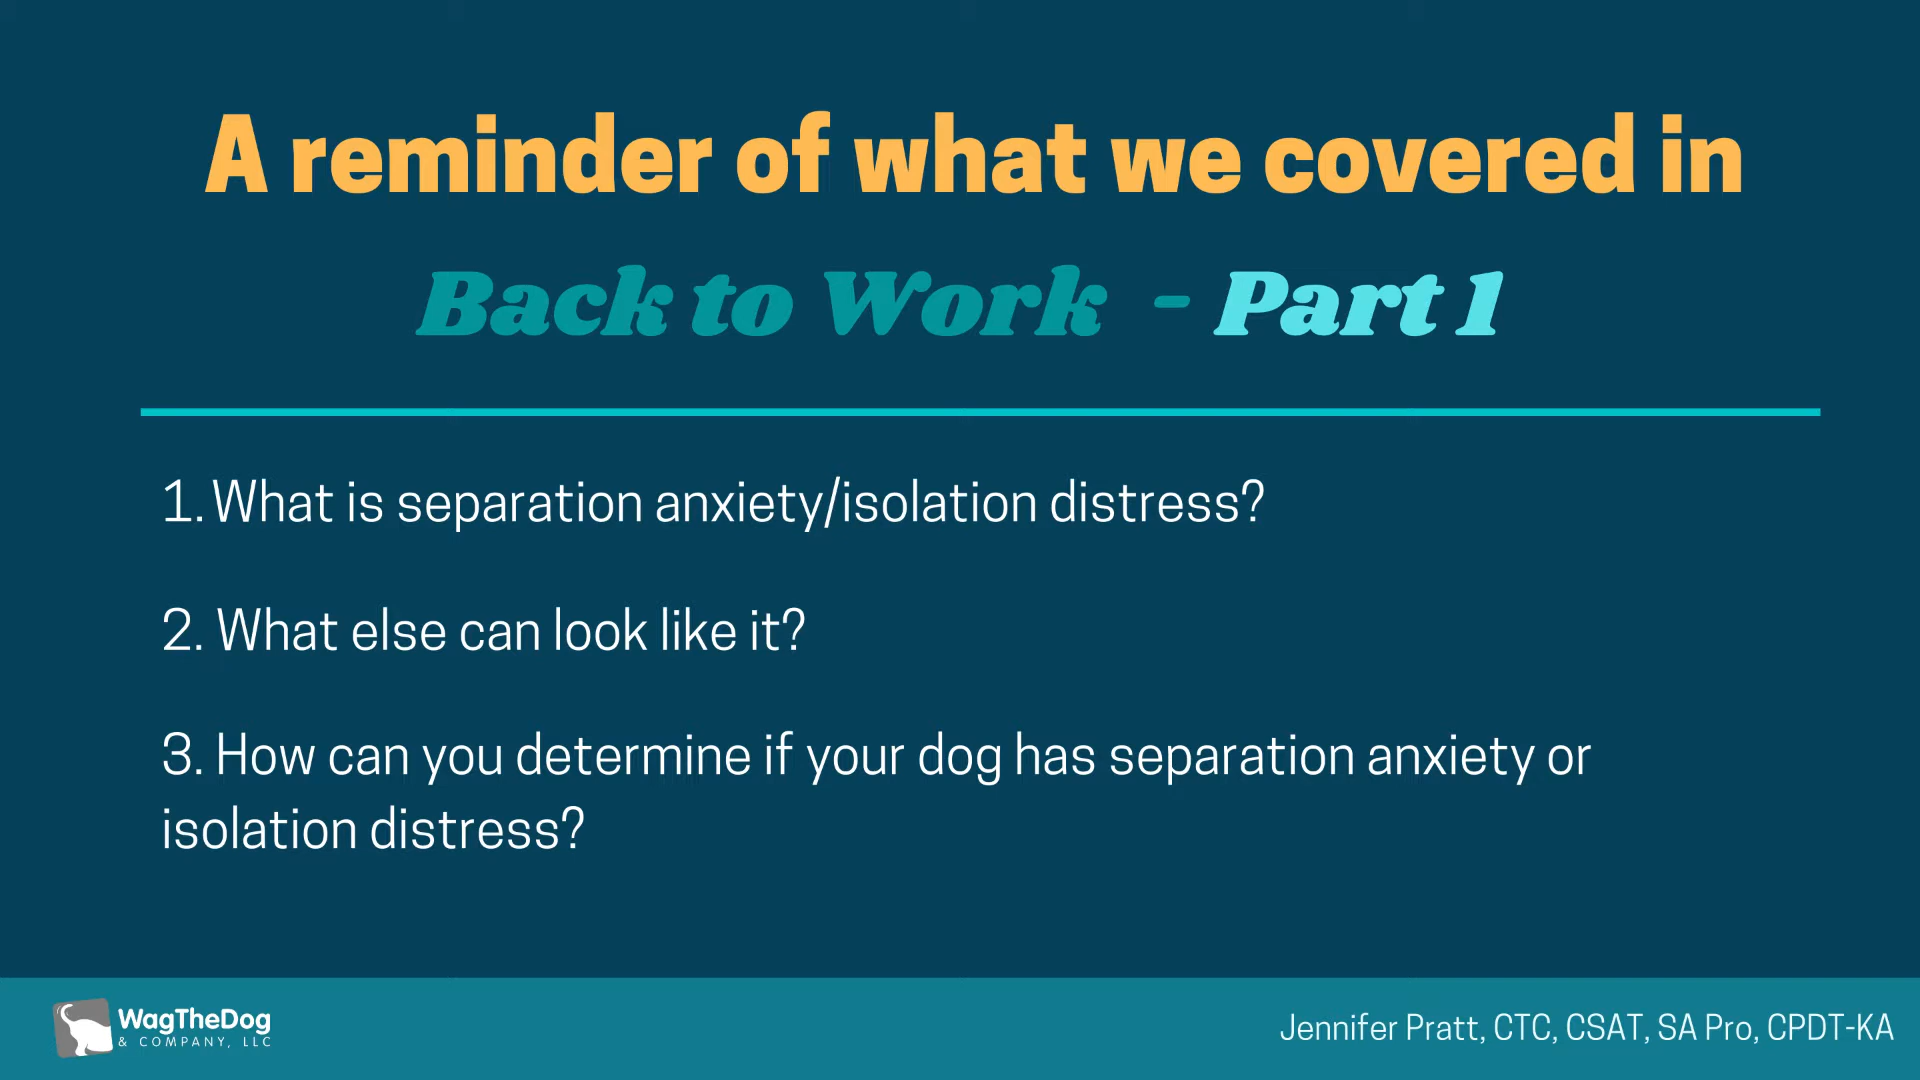 A reminder of what we covered in
Back to Work - Part 1
1. What is separation anxiety/isolation distress?
2. What else can look like it?
3. How can you determine if your dog has separation anxiety or
isolation distress?
WagTheDog
& COMPANY, LLC
Jennifer Pratt, CTC, CSAT, SA Pro, CPDT-KA